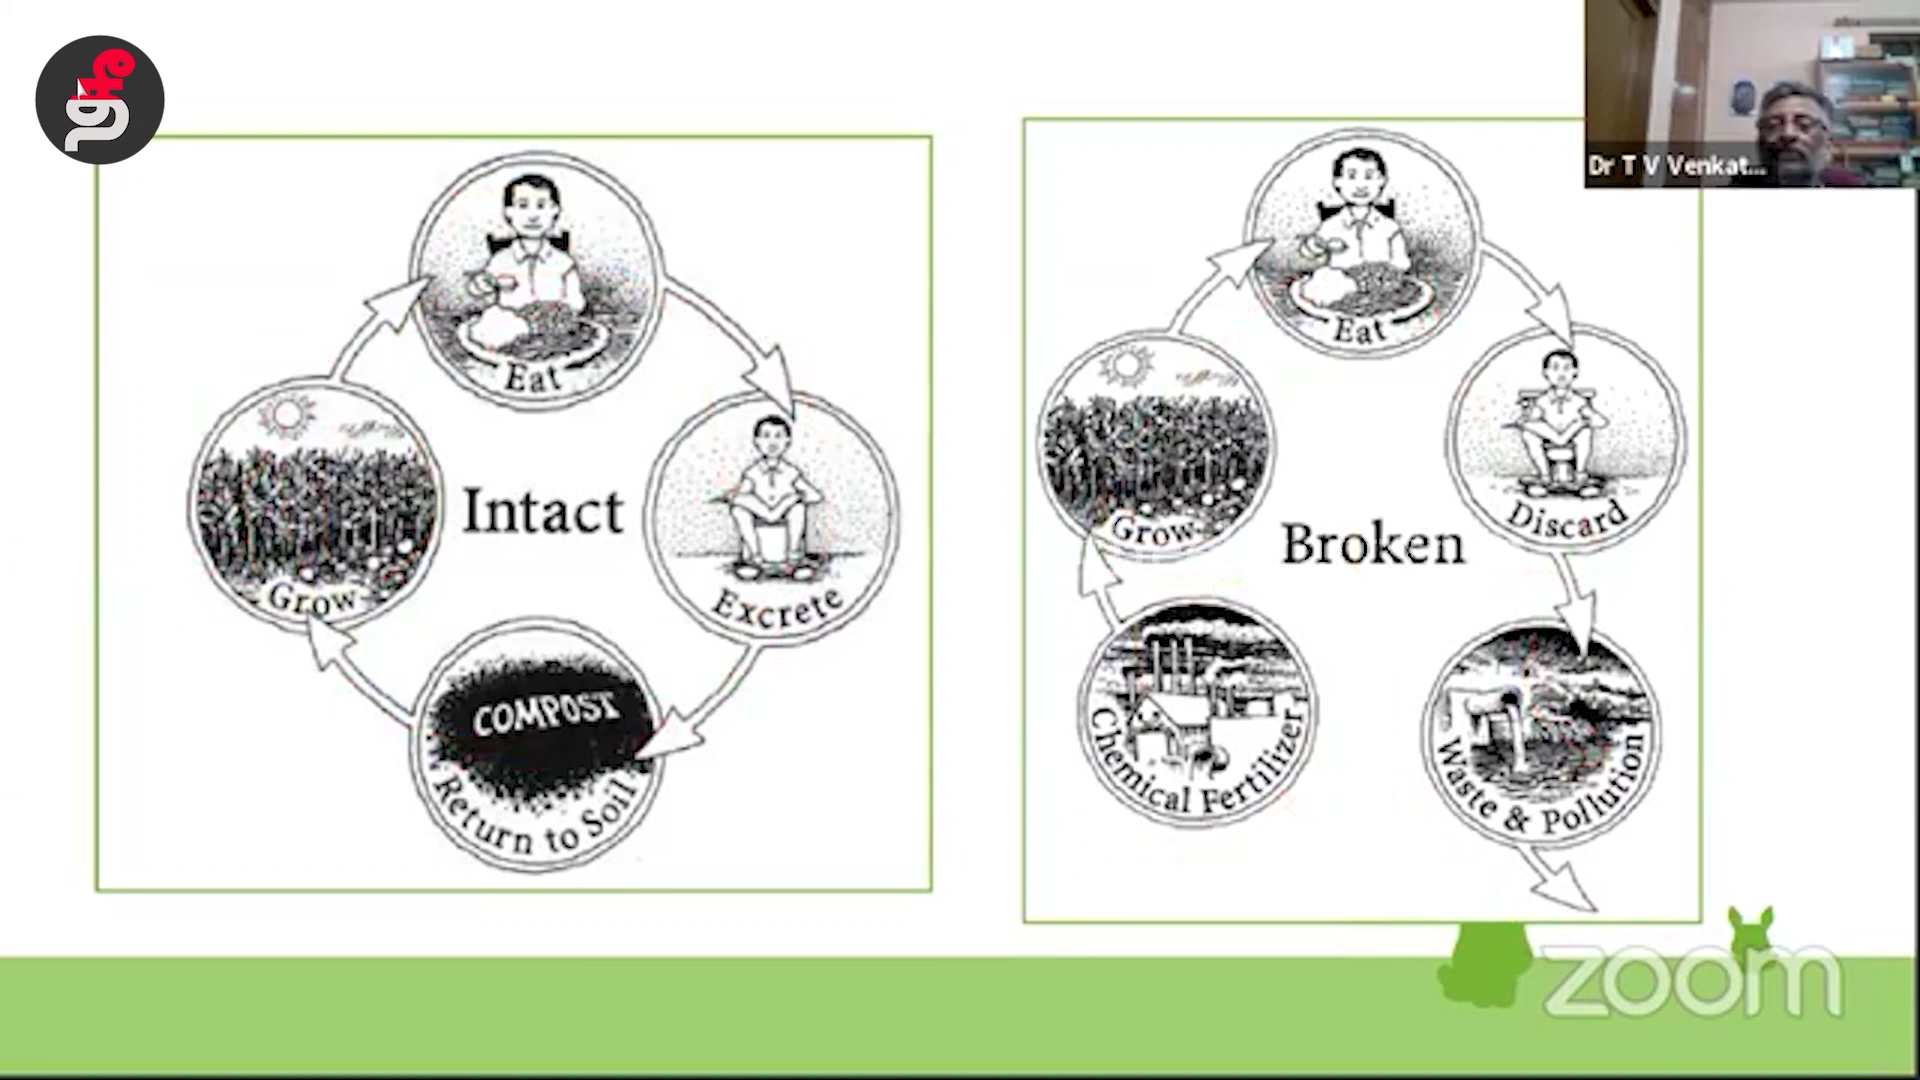 Dr T V Venkat...
Eat
Intact
Grow
Excrete
COMPOST
Return to Soil
Eat
Grow
Discard
Broken
Chemical Fertilizer
Waste & Pollution
zoom